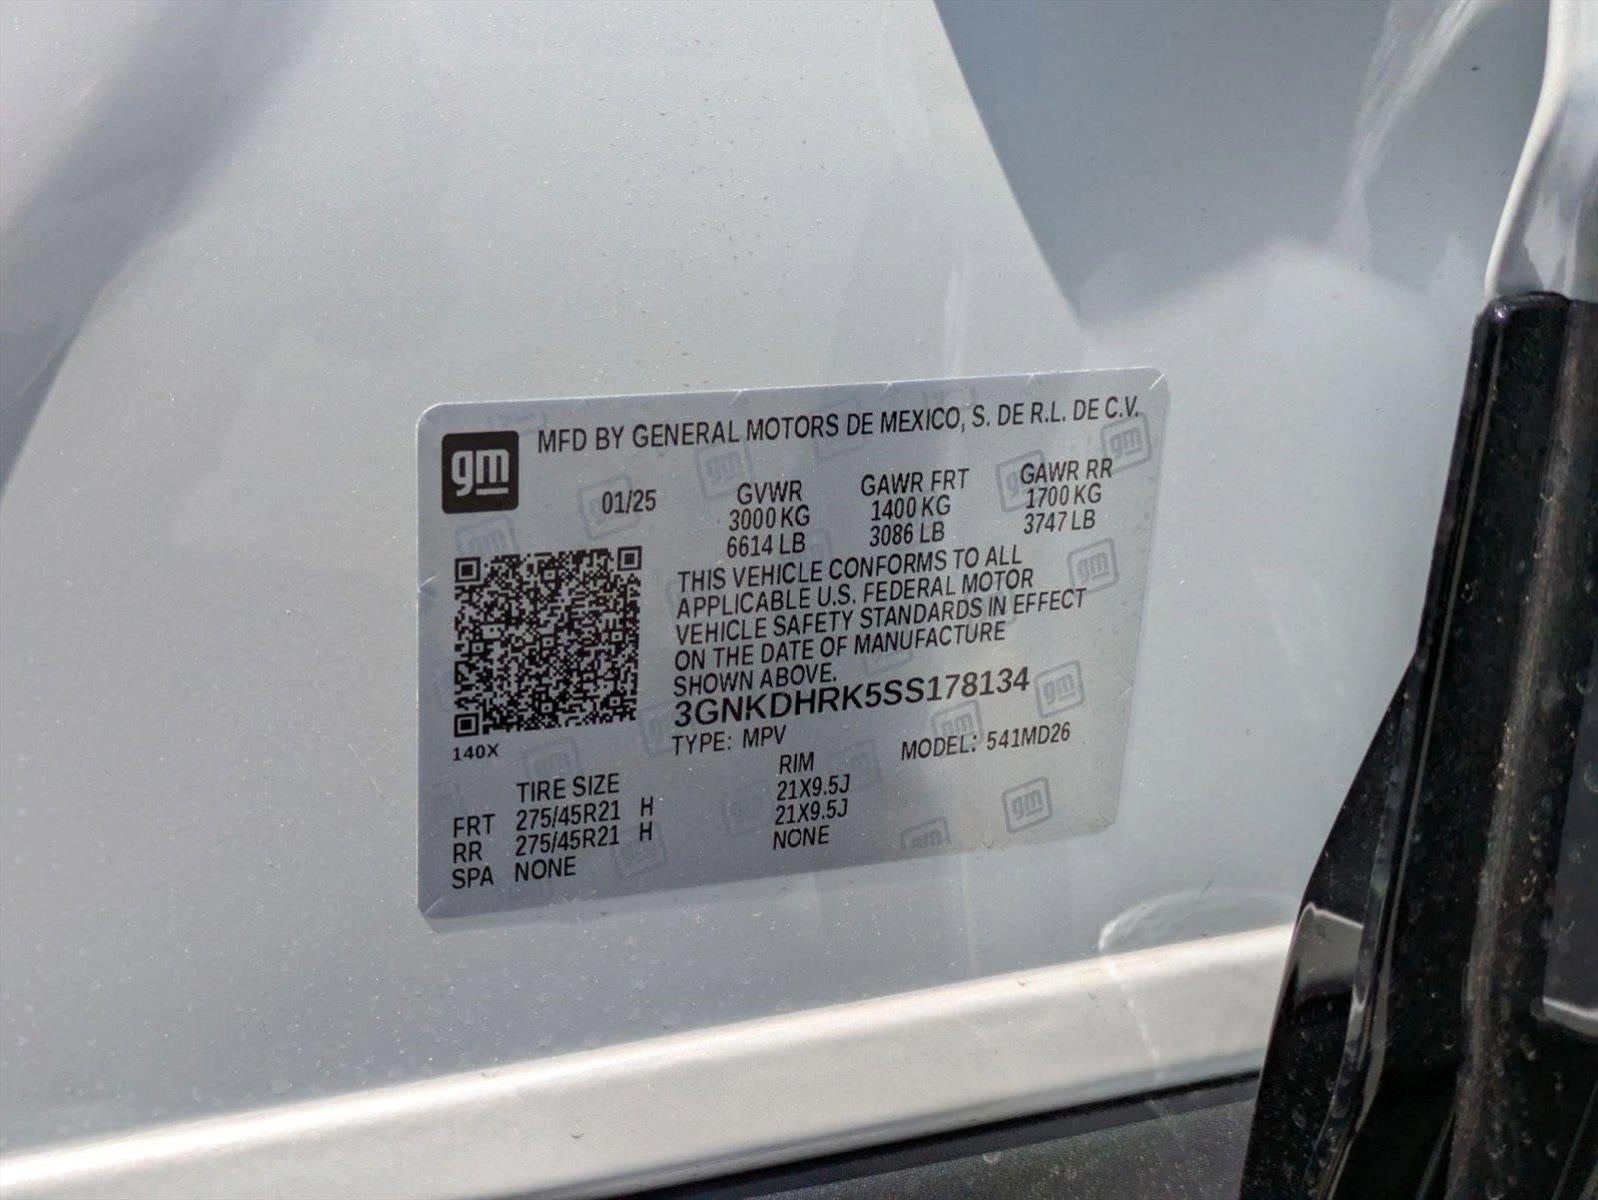 gm MFD BY GENERAL MOTORS DE MEXICO, S. DE R.L. DE C.V.
01/25 GVWR GAWR FRT GAWR RR
3000 KG 1400 KG 1700 KG
6614 LB 3086 LB 3747 LB
THIS VEHICLE CONFORMS TO ALL
APPLICABLE U.S. FEDERAL MOTOR
VEHICLE SAFETY STANDARDS IN EFFECT
ON THE DATE OF MANUFACTURE
SHOWN ABOVE.
3GNKDHRK5SS178134
140X TYPE: MPV MODEL: 541MD26
TIRE SIZE RIM
FRT 275/45R21 H 21X9.5J
RR 275/45R21 H 21X9.5J
SPA NONE NONE